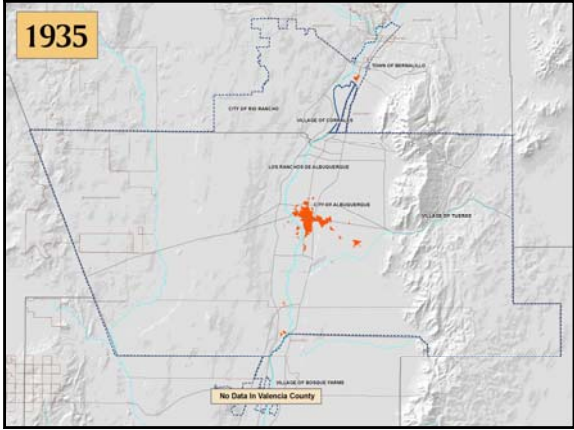 1935
TOWN OF BERNALILLO
CITY OF RIO RANCHO
VILLAGE OF CORRALES
LOS RANCHOS DE ALBUQUERQUE
CITY OF ALBUQUERQUE
VILLAGE OF TIJERAS
VILLAGE OF BOSQUE FARMS
No Data In Valencia County